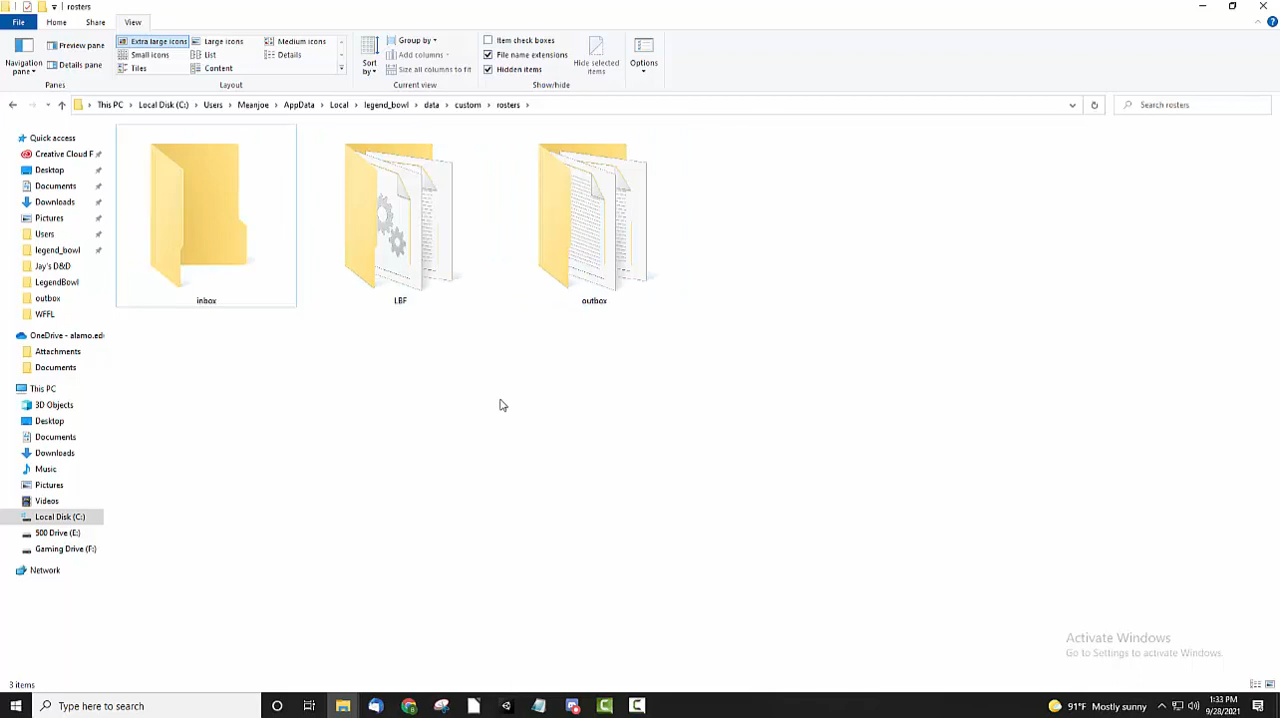 rosters
File Home Share View
Navigation pane
Preview pane
Details pane
Panes
Extra large icons Large icons Medium icons
Small icons List Details
Tiles Content
Layout
Sort by
Group by
Add columns
Size all columns to fit
Current view
Item check boxes
File name extensions
Hidden items
Hide selected items
Show/hide
Options
This PC > Local Disk (C:) > Users > Meanjoe > AppData > Local > legend_bowl > data > custom > rosters >
Search rosters
Quick access
Creative Cloud F
Desktop
Documents
Downloads
Pictures
Users
legend_bowl
Jay's D&D
LegendBowl
outbox
WFFL
OneDrive - alamo.edu
Attachments
Documents
This PC
3D Objects
Desktop
Documents
Downloads
Music
Pictures
Videos
Local Disk (C:)
500 Drive (E:)
Gaming Drive (F:)
Network
inbox
LBF
outbox
Activate Windows
Go to Settings to activate Windows.
3 items
Type here to search
91°F Mostly sunny
1:33 PM
9/28/2021